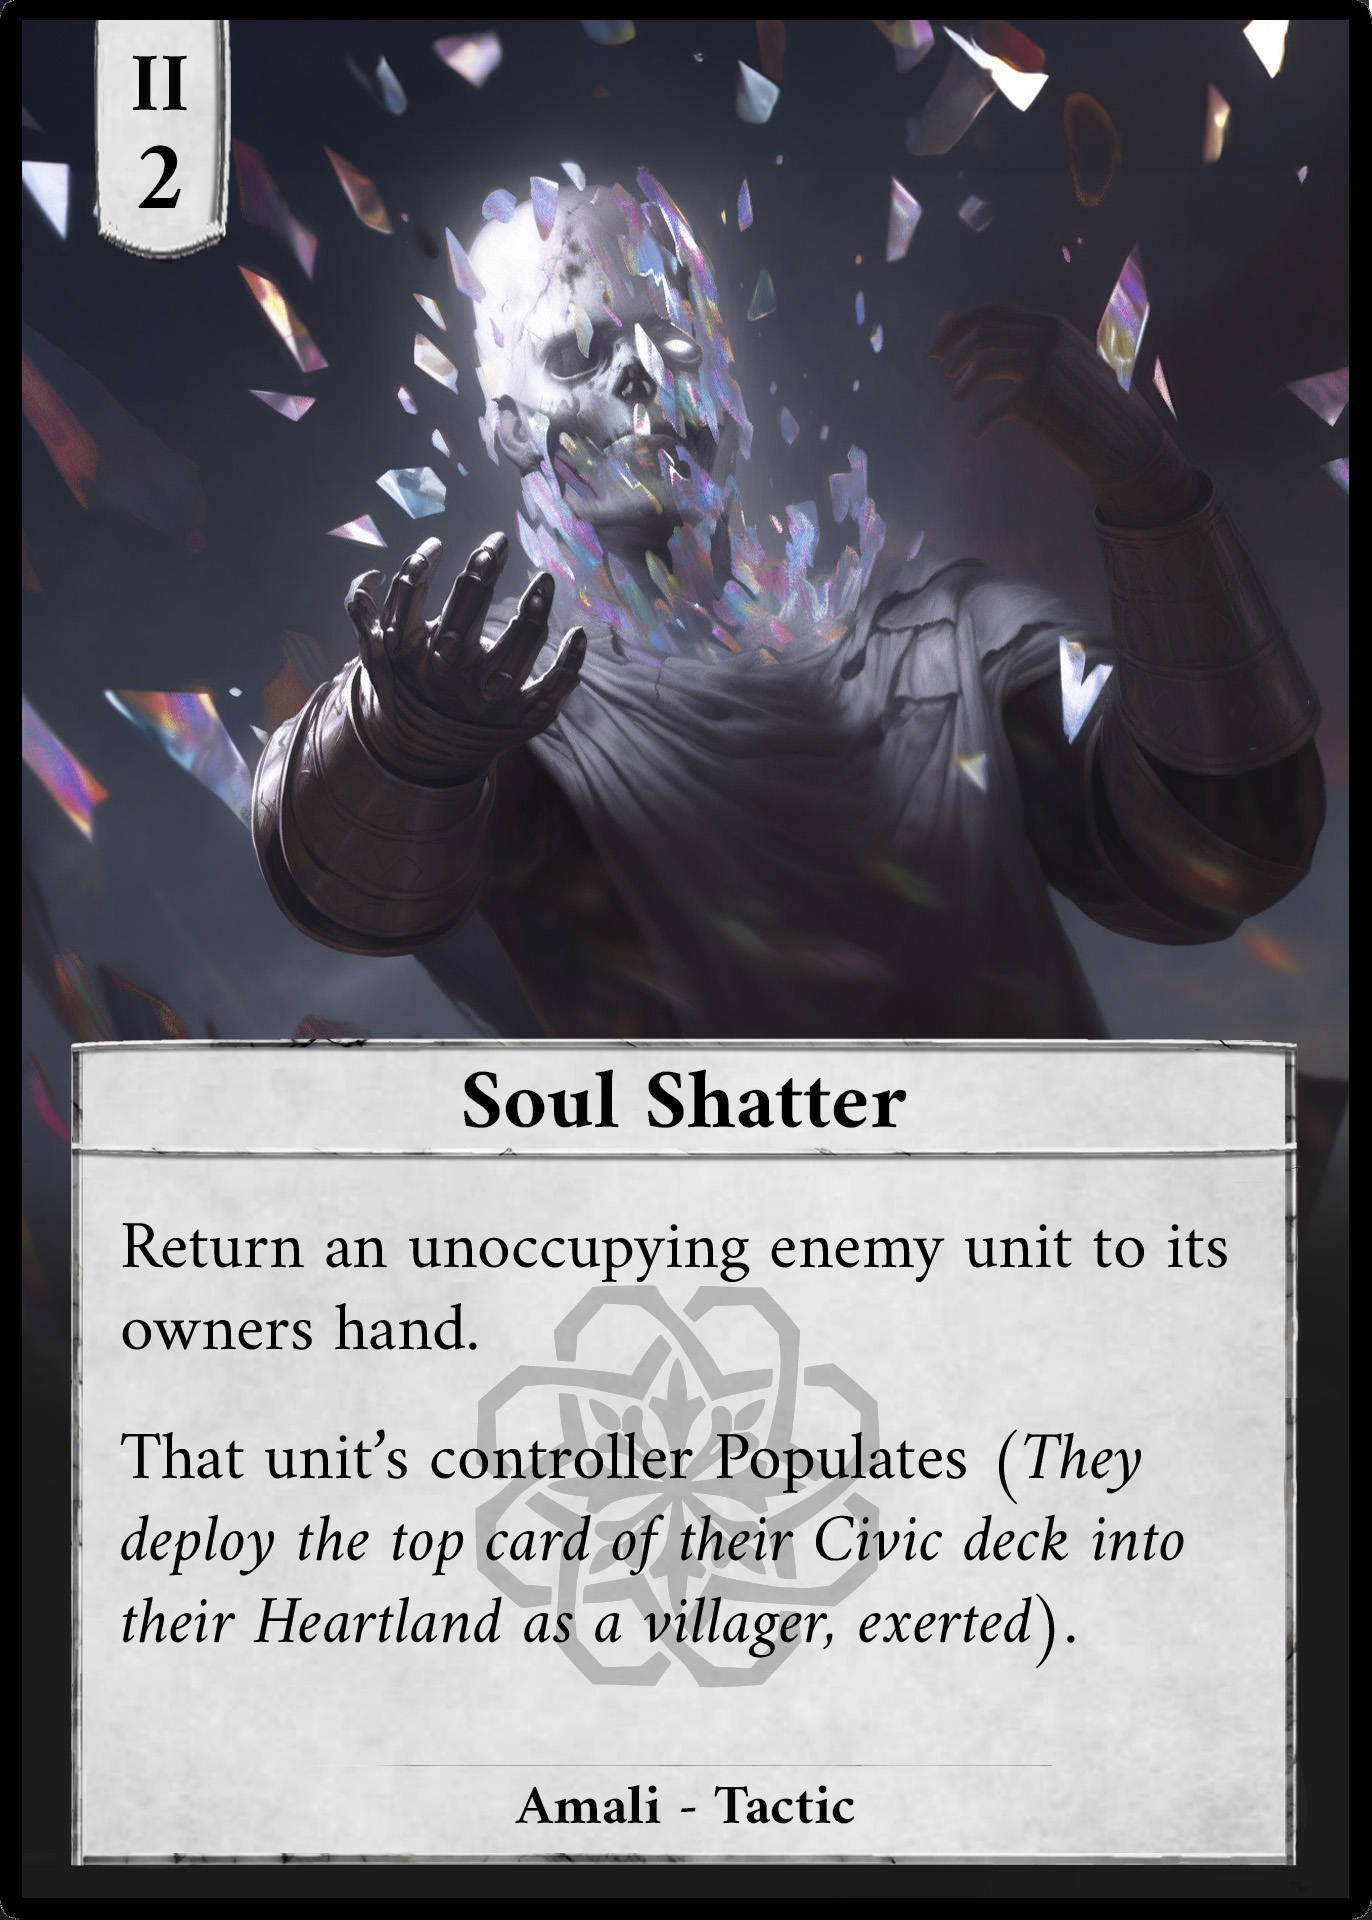 II
2
Soul Shatter
Return an unoccupying enemy unit to its
owners hand.
That unit’s controller Populates (They
deploy the top card of their Civic deck into
their Heartland as a villager, exerted).
Amali - Tactic